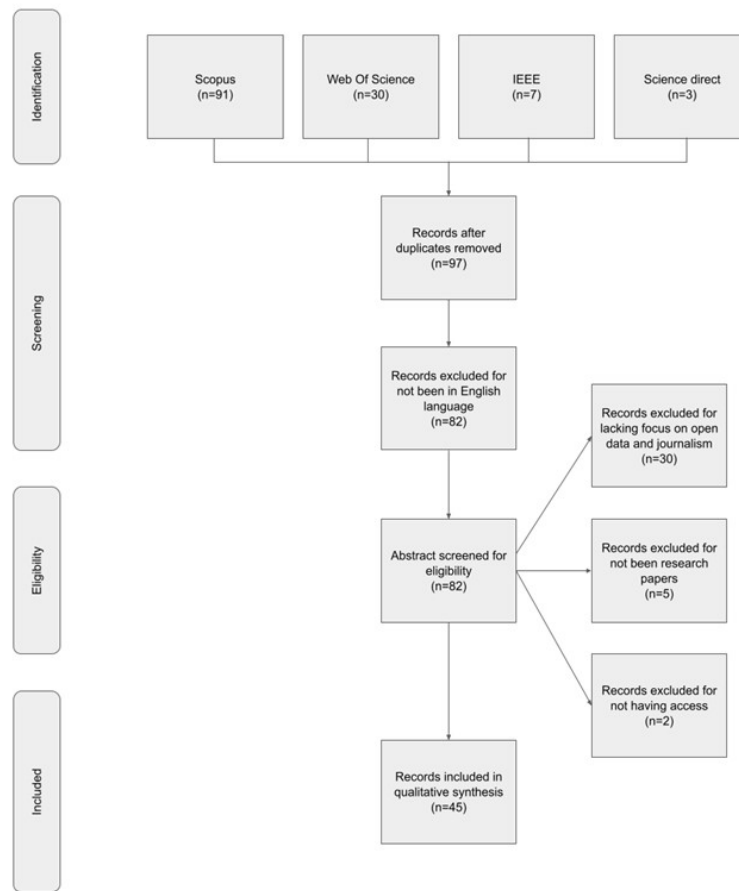 Identification
Scopus
(n=91)
Web Of Science
(n=30)
IEEE
(n=7)
Science direct
(n=3)
Screening
Records after
duplicates removed
(n=97)
Records excluded for
not been in English
language
(n=82)
Records excluded for
lacking focus on open
data and journalism
(n=30)
Eligibility
Abstract screened for
eligibility
(n=82)
Records excluded for
not been research
papers
(n=5)
Records excluded for
not having access
(n=2)
Included
Records included in
qualitative synthesis
(n=45)